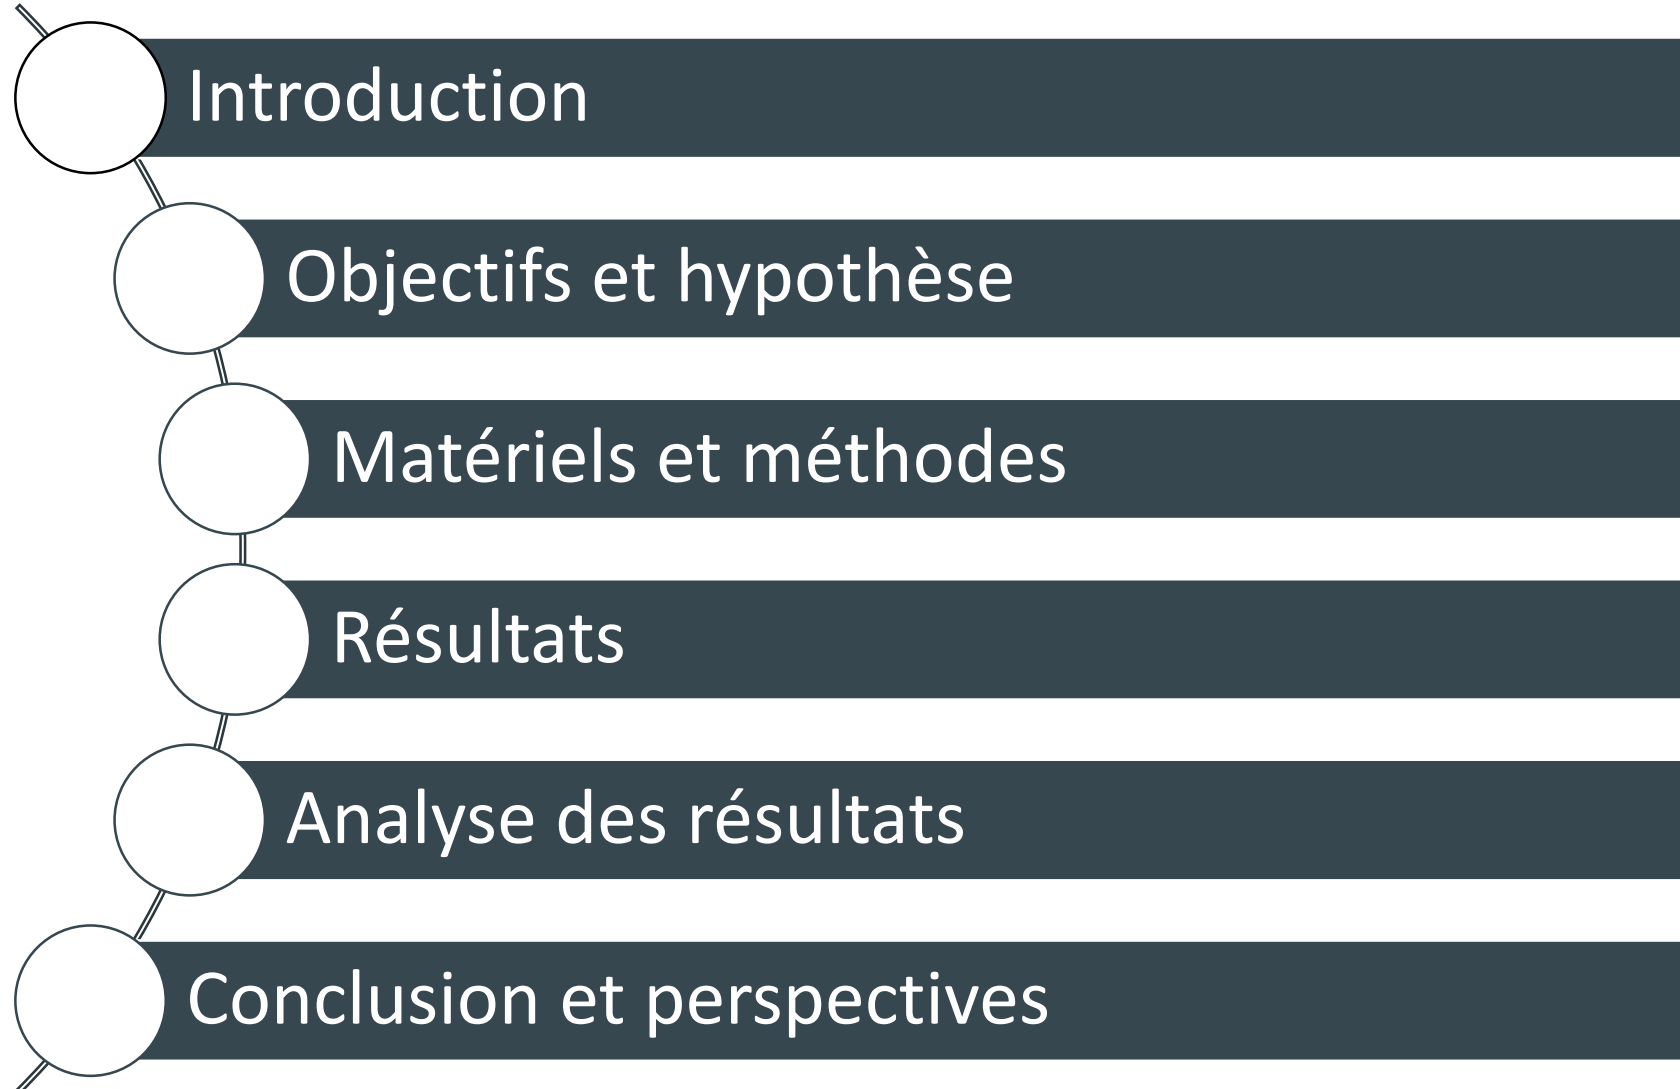 Introduction
Objectifs et hypothèse
Matériels et méthodes
Résultats
Analyse des résultats
Conclusion et perspectives